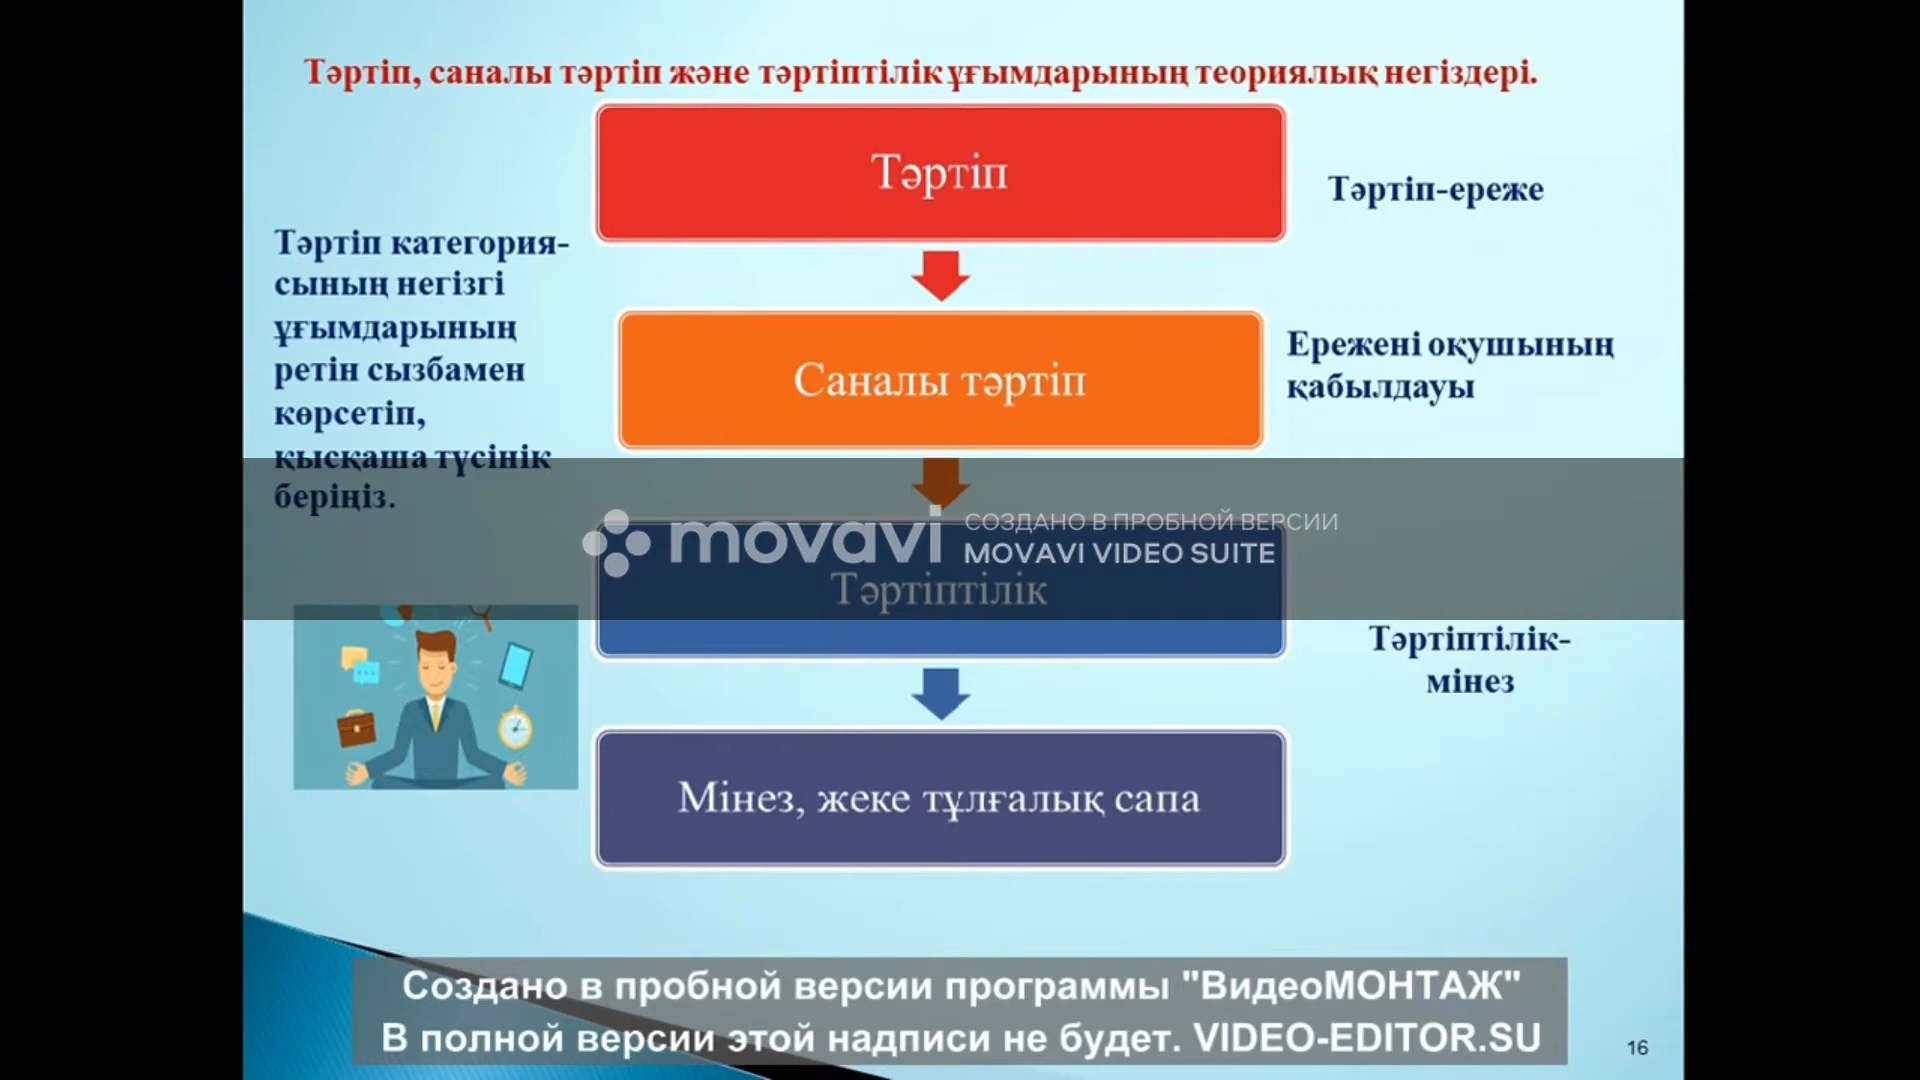 Тәртіп, саналы тәртіп және тәртіптілік ұғымдарының теориялық негіздері.
Тәртіп
Тәртіп-ереже
Тәртіп категория-
сының негізгі
ұғымдарының
ретін сызбамен
көрсетіп,
қысқаша түсінік
беріңіз.
Саналы тәртіп
Ережені оқушының
қабылдауы
movavi
СОЗДАНО В ПРОБНОЙ ВЕРСИИ
MOVAVI VIDEO SUITE
Тәртіптілік
Тәртіптілік-
мінез
Мінез, жеке тұлғалық сапа
Создано в пробной версии программы "ВидеоМОНТАЖ"
В полной версии этой надписи не будет. VIDEO-EDITOR.SU
16